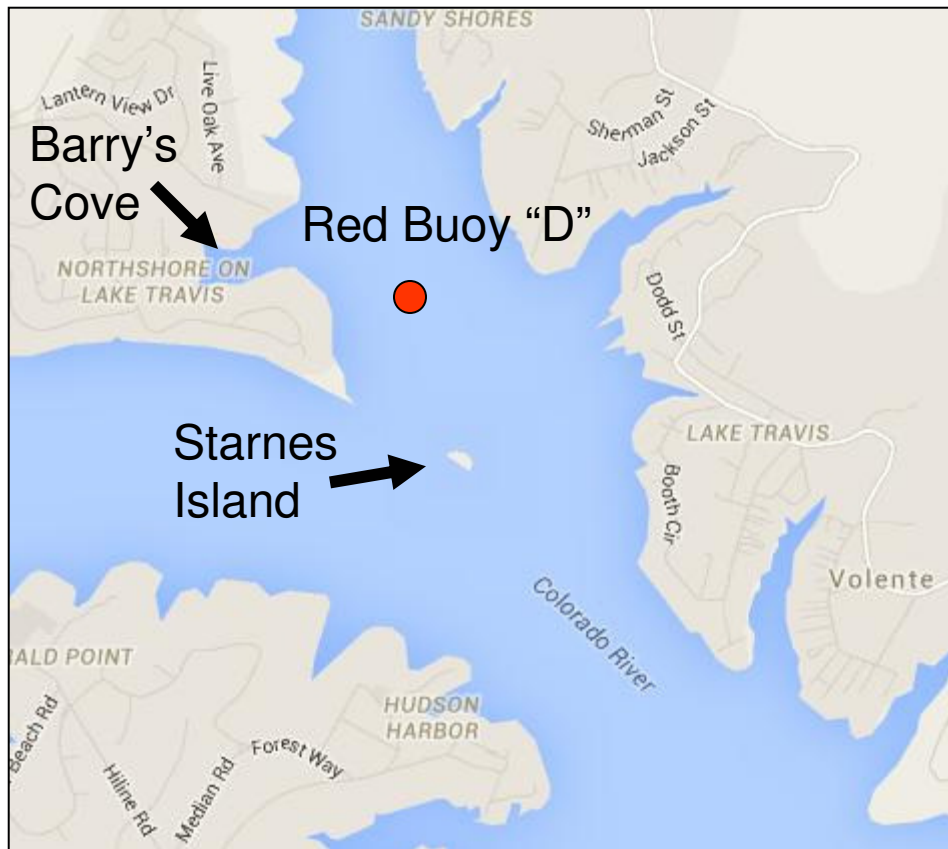 SANDY SHORES
Lantern View Dr
Live Oak Ave
Sherman St
Jackson St
Barry's
Cove
Red Buoy “D”
NORTHSHORE ON
LAKE TRAVIS
Dodd St
Starnes
Island
LAKE TRAVIS
Booth Cir
Volente
Colorado River
ALD POINT
HUDSON
HARBOR
Beach Rd
Forest Way
Hiline Rd
Median Rd